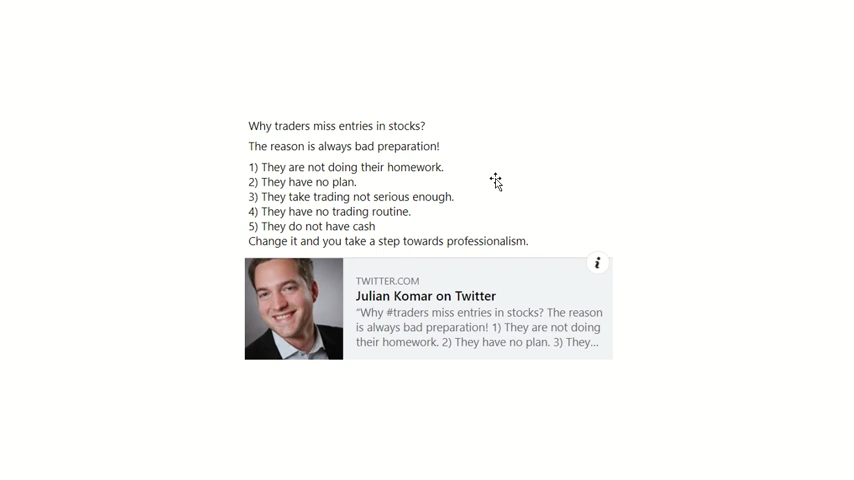 Why traders miss entries in stocks?
The reason is always bad preparation!
1) They are not doing their homework.
2) They have no plan.
3) They take trading not serious enough.
4) They have no trading routine.
5) They do not have cash
Change it and you take a step towards professionalism.
i
TWITTER.COM
Julian Komar on Twitter
“Why #traders miss entries in stocks? The reason
is always bad preparation! 1) They are not doing
their homework. 2) They have no plan. 3) They...